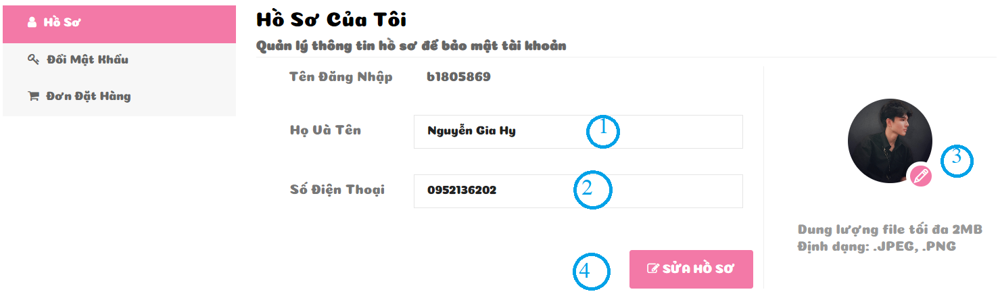 Hồ Sơ
Đổi Mật Khẩu
Đơn Đặt Hàng
Hồ Sơ Của Tôi
Quản lý thông tin hồ sơ để bảo mật tài khoản
Tên Đăng Nhập b1805869
Họ Và Tên Nguyễn Gia Hy 1
Số Điện Thoại 0952136202 2
4 SỬA HỒ SƠ
3
Dung lượng file tối đa 2MB
Định dạng: .JPEG, .PNG